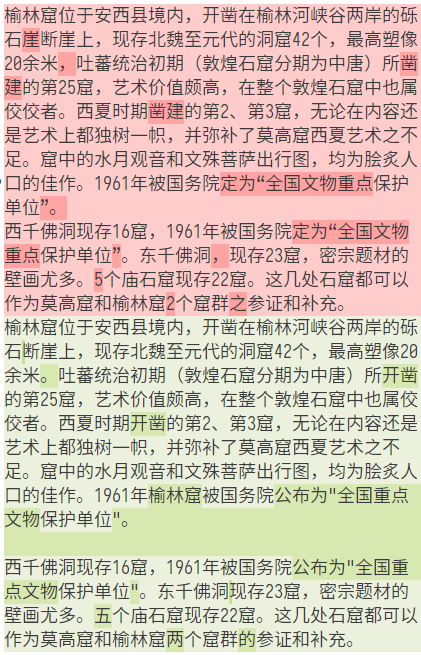 榆林窟位于安西县境内，开凿在榆林河峡谷两岸的砾
石崖断崖上，现存北魏至元代的洞窟42个，最高塑像
20余米，吐蕃统治初期（敦煌石窟分期为中唐）所凿
建的第25窟，艺术价值颇高，在整个敦煌石窟中也属
佼佼者。西夏时期凿建的第2、第3窟，无论在内容还
是艺术上都独树一帜，并弥补了莫高窟西夏艺术之不
足。窟中的水月观音和文殊菩萨出行图，均为脍炙人
口的佳作。1961年被国务院定为“全国文物重点保护
单位”。
西千佛洞现存16窟，1961年被国务院定为“全国文物
重点保护单位”。东千佛洞，现存23窟，密宗题材的
壁画尤多。5个庙石窟现存22窟。这几处石窟都可以
作为莫高窟和榆林窟2个窟群之参证和补充。
榆林窟位于安西县境内，开凿在榆林河峡谷两岸的砾
石断崖上，现存北魏至元代的洞窟42个，最高塑像20
余米。吐蕃统治初期（敦煌石窟分期为中唐）所开凿
的第25窟，艺术价值颇高，在整个敦煌石窟中也属佼
佼者。西夏时期开凿的第2、第3窟，无论在内容还是
艺术上都独树一帜，并弥补了莫高窟西夏艺术之不
足。窟中的水月观音和文殊菩萨出行图，均为脍炙人
口的佳作。1961年榆林窟被国务院公布为"全国重点
文物保护单位"。
西千佛洞现存16窟，1961年被国务院公布为"全国重
点文物保护单位"。东千佛洞现存23窟，密宗题材的
壁画尤多。五个庙石窟现存22窟。这几处石窟都可以
作为莫高窟和榆林窟两个窟群的参证和补充。